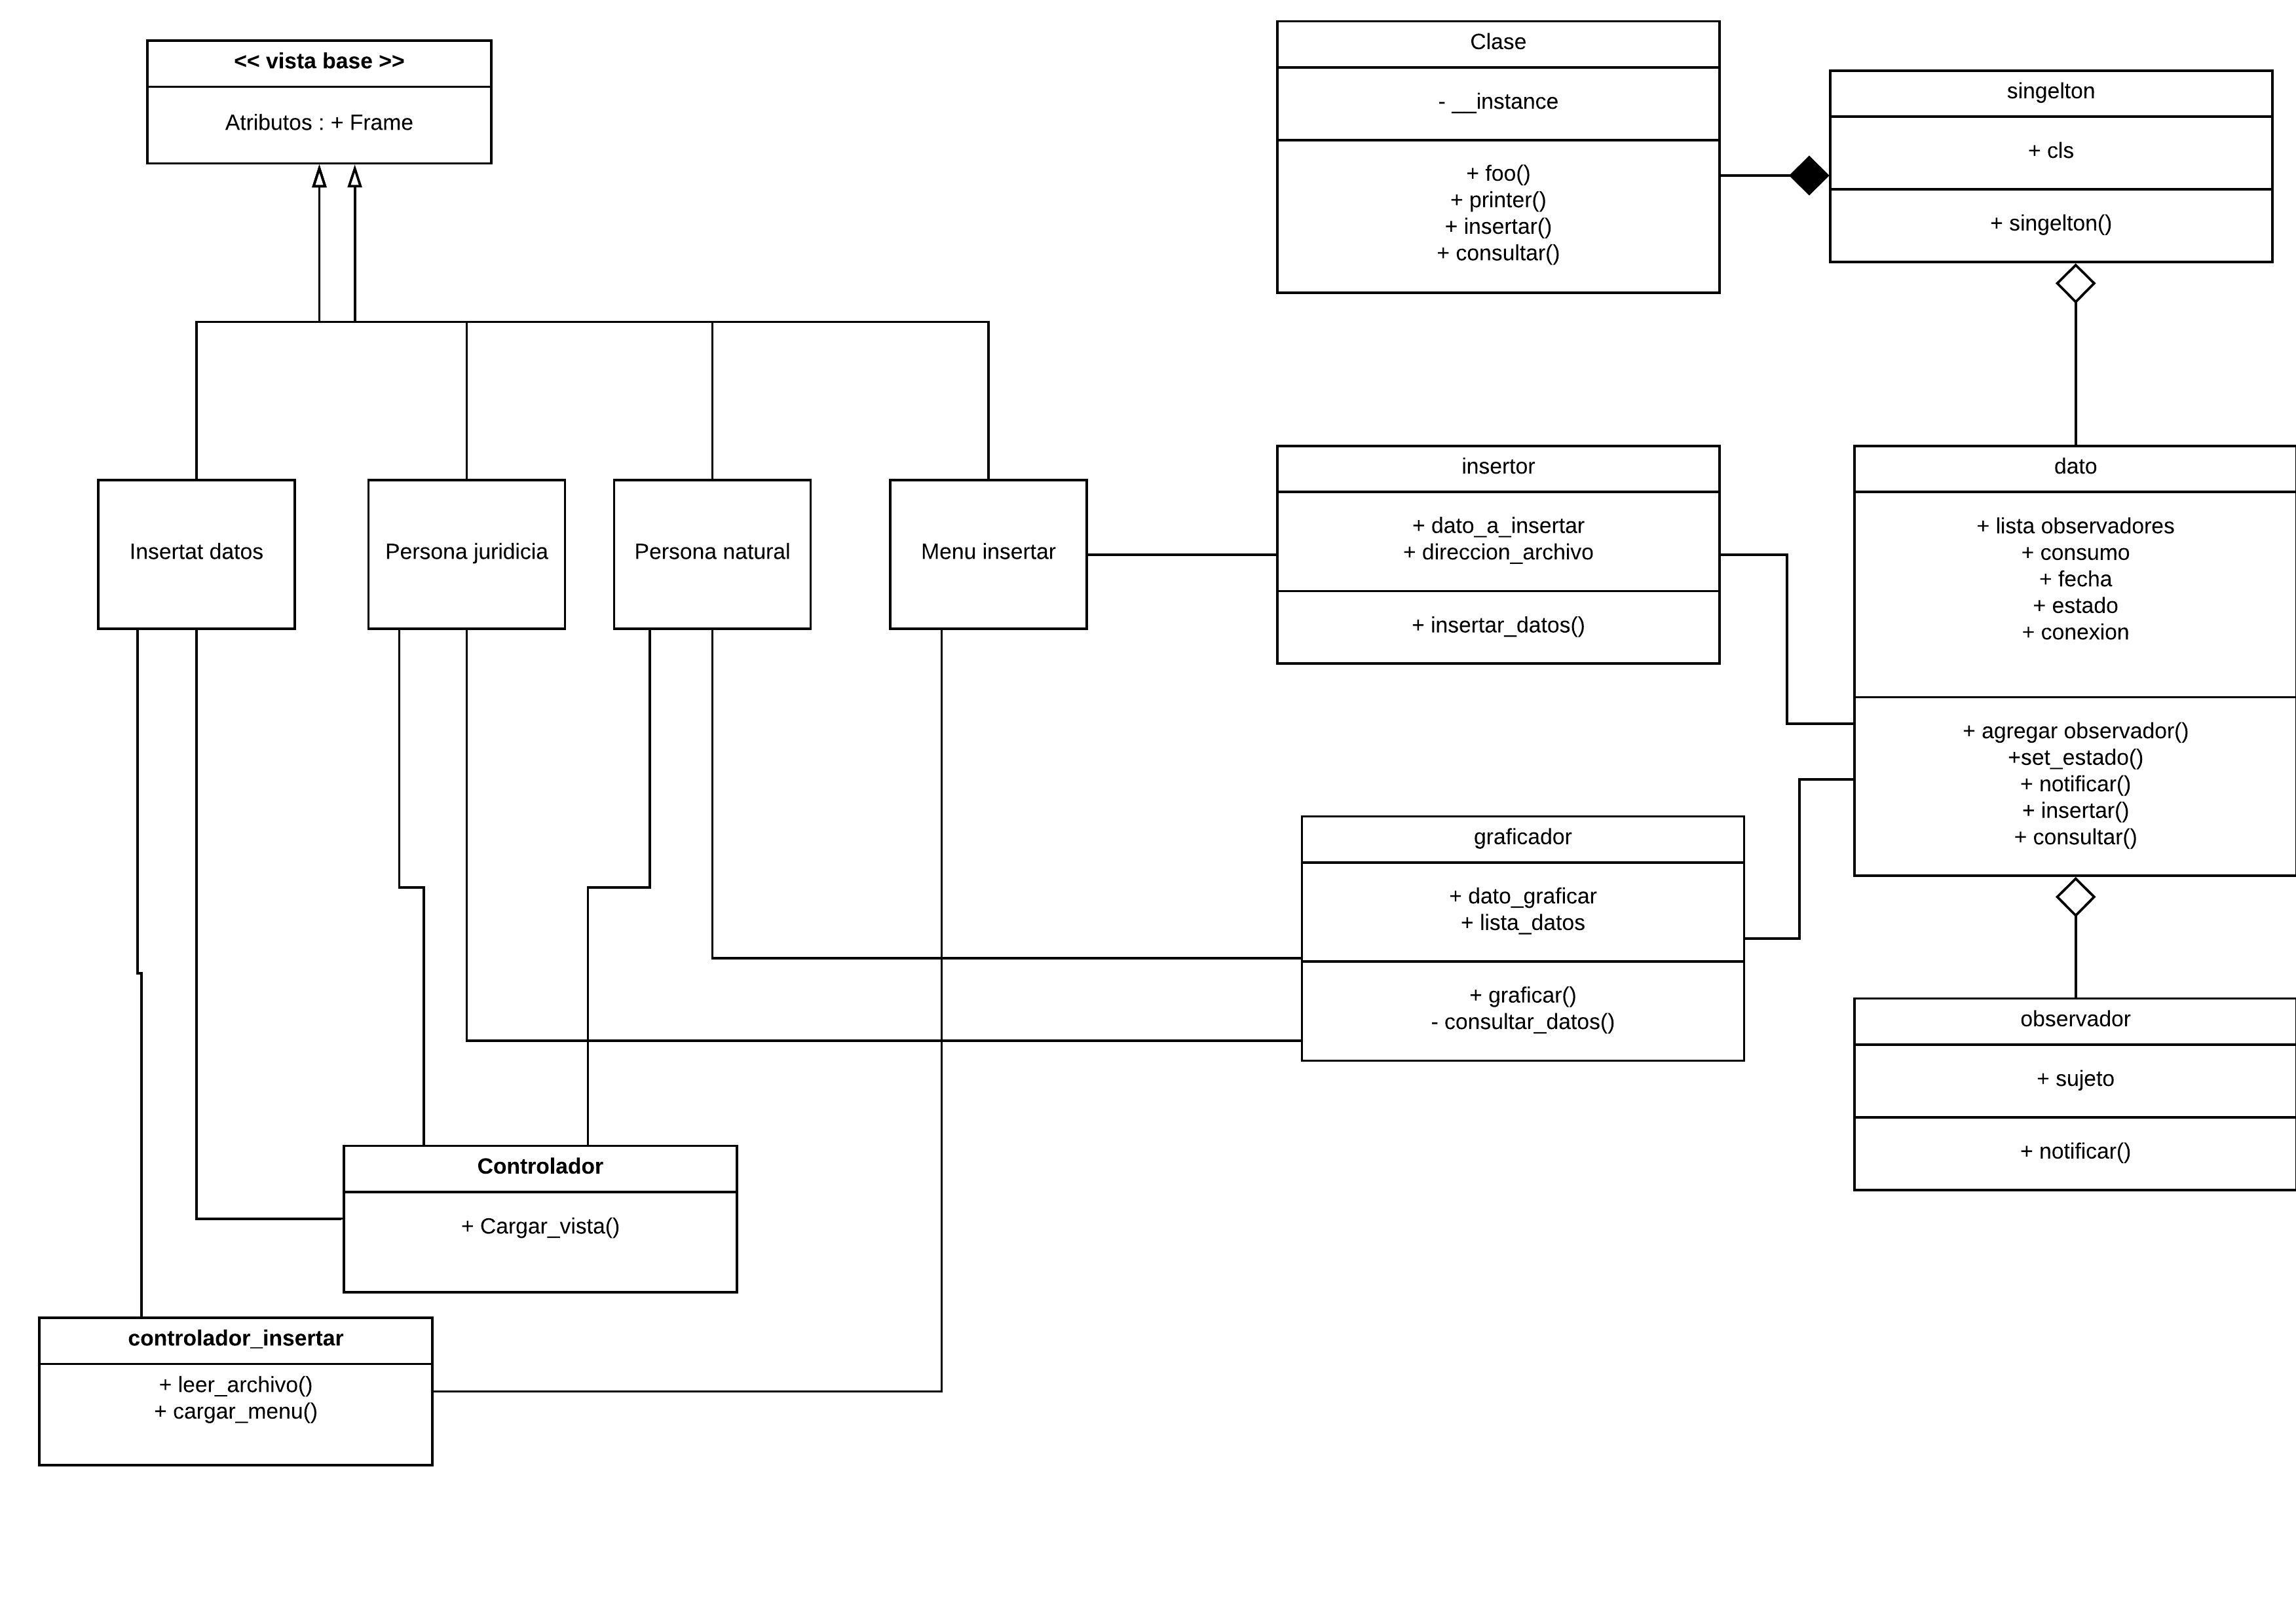 << vista base >>
Atributos : + Frame
Clase
- __instance
+ foo()
+ printer()
+ insertar()
+ consultar()
singelton
+ cls
+ singelton()
Insertat datos
Persona juridicia
Persona natural
Menu insertar
insertor
+ dato_a_insertar
+ direccion_archivo
+ insertar_datos()
dato
+ lista observadores
+ consumo
+ fecha
+ estado
+ conexion
+ agregar observador()
+set_estado()
+ notificar()
+ insertar()
+ consultar()
graficador
+ dato_graficar
+ lista_datos
+ graficar()
- consultar_datos()
observador
+ sujeto
+ notificar()
Controlador
+ Cargar_vista()
controlador_insertar
+ leer_archivo()
+ cargar_menu()